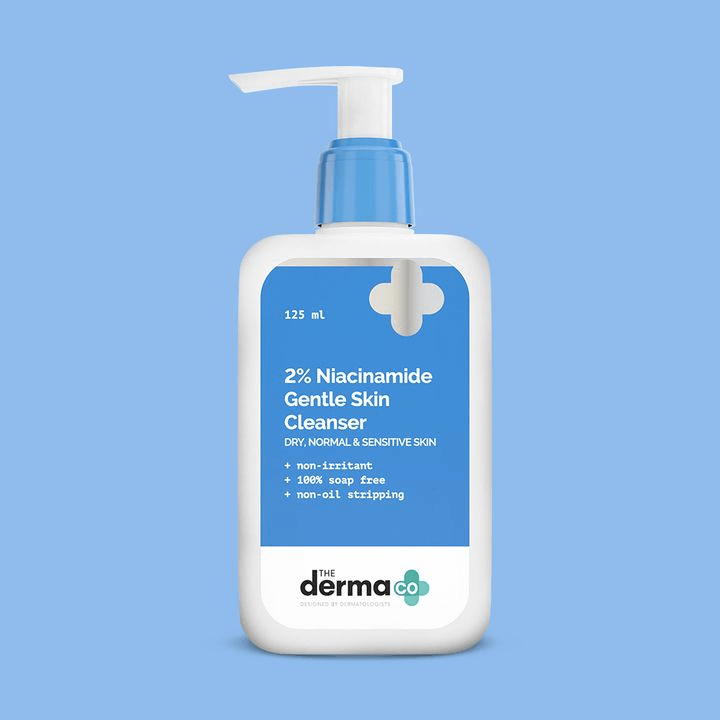 125 ml
2% Niacinamide
Gentle Skin
Cleanser
DRY, NORMAL & SENSITIVE SKIN
+ non-irritant
+ 100% soap free
+ non-oil stripping
THE
derma co
DESIGNED BY DERMATOLOGISTS